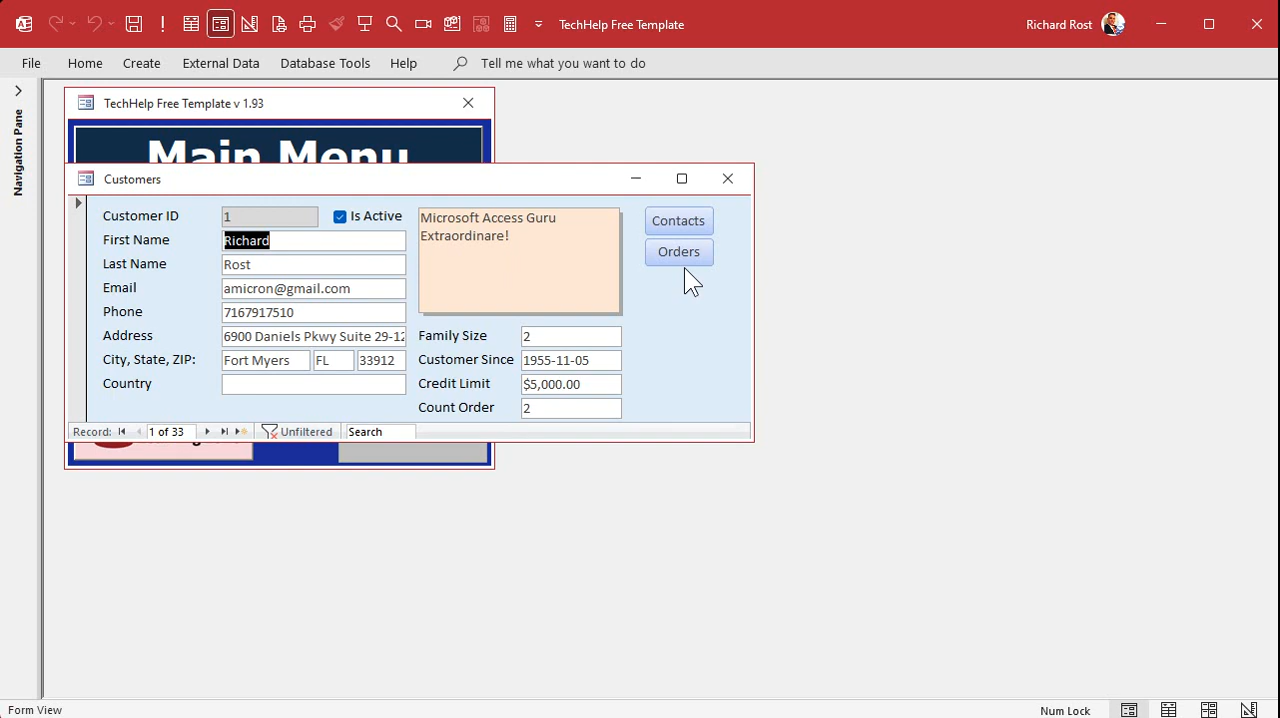 TechHelp Free Template
Richard Rost
File
Home
Create
External Data
Database Tools
Help
Tell me what you want to do
Navigation Pane
TechHelp Free Template v 1.93
Main Menu
Customers
Customer ID
1
Is Active
First Name
Richard
Last Name
Rost
Email
amicron@gmail.com
Phone
7167917510
Address
6900 Daniels Pkwy Suite 29-12
City, State, ZIP:
Fort Myers
FL
33912
Country
Microsoft Access Guru
Extraordinare!
Family Size
2
Customer Since
1955-11-05
Credit Limit
$5,000.00
Count Order
2
Contacts
Orders
Record:
1 of 33
Unfiltered
Search
Form View
Num Lock